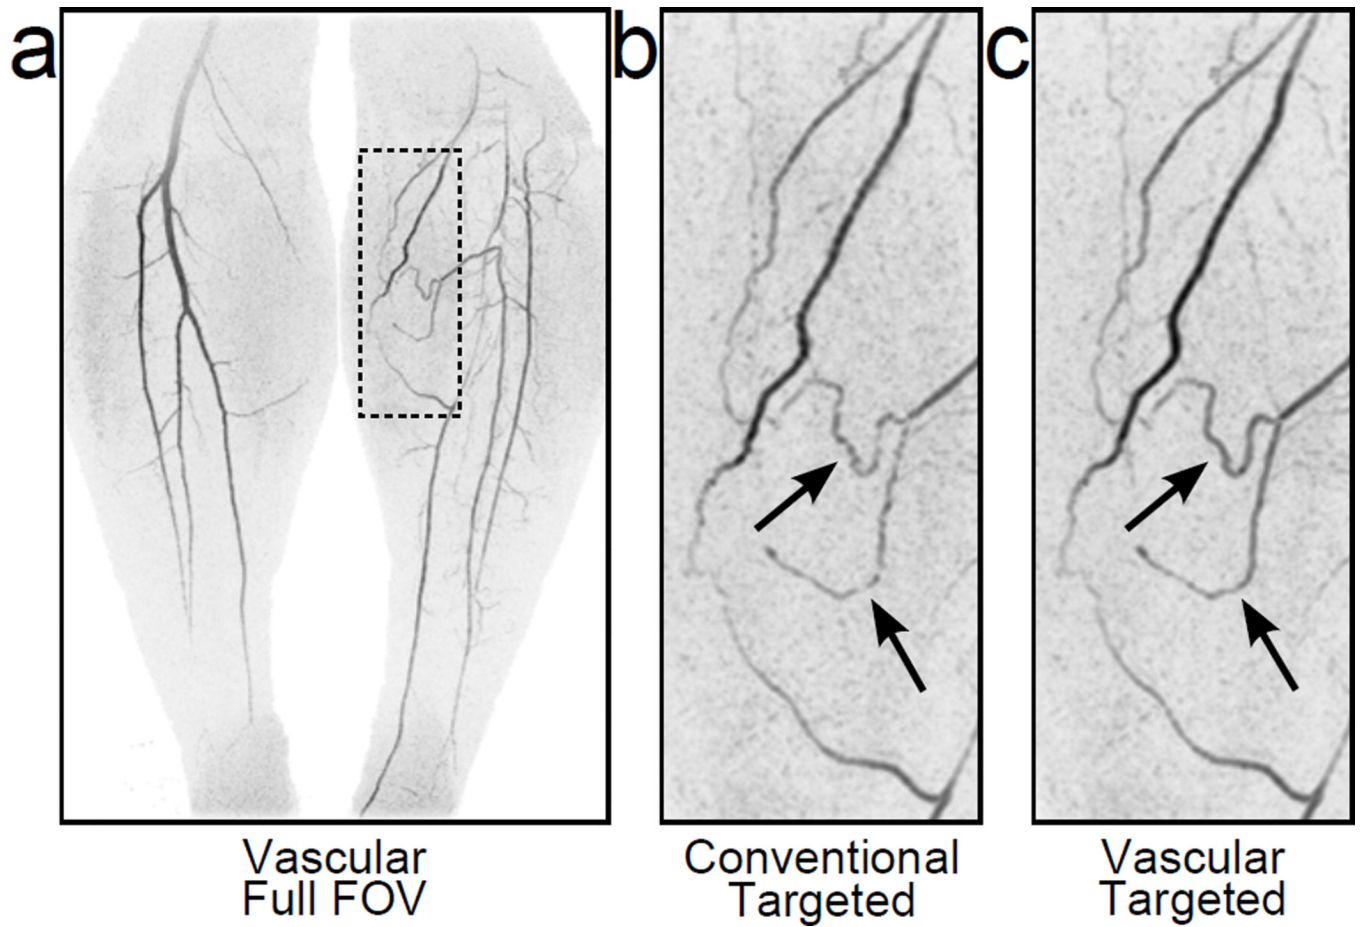 a
b
c
Vascular
Full FOV
Conventional
Targeted
Vascular
Targeted